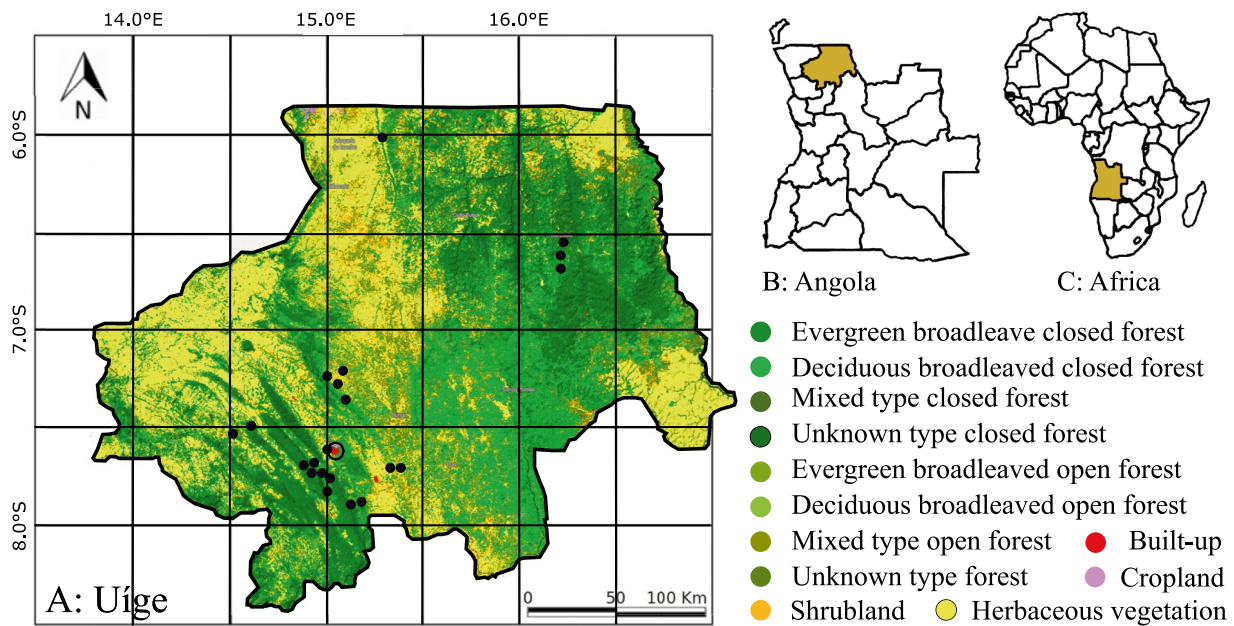 14.0°E 15.0°E 16.0°E
N
6.0°S
7.0°S
8.0°S
A: Uíge
0 50 100 Km
B: Angola
C: Africa
Evergreen broadleave closed forest
Deciduous broadleaved closed forest
Mixed type closed forest
Unknown type closed forest
Evergreen broadleaved open forest
Deciduous broadleaved open forest
Mixed type open forest
Built-up
Unknown type forest
Cropland
Shrubland
Herbaceous vegetation